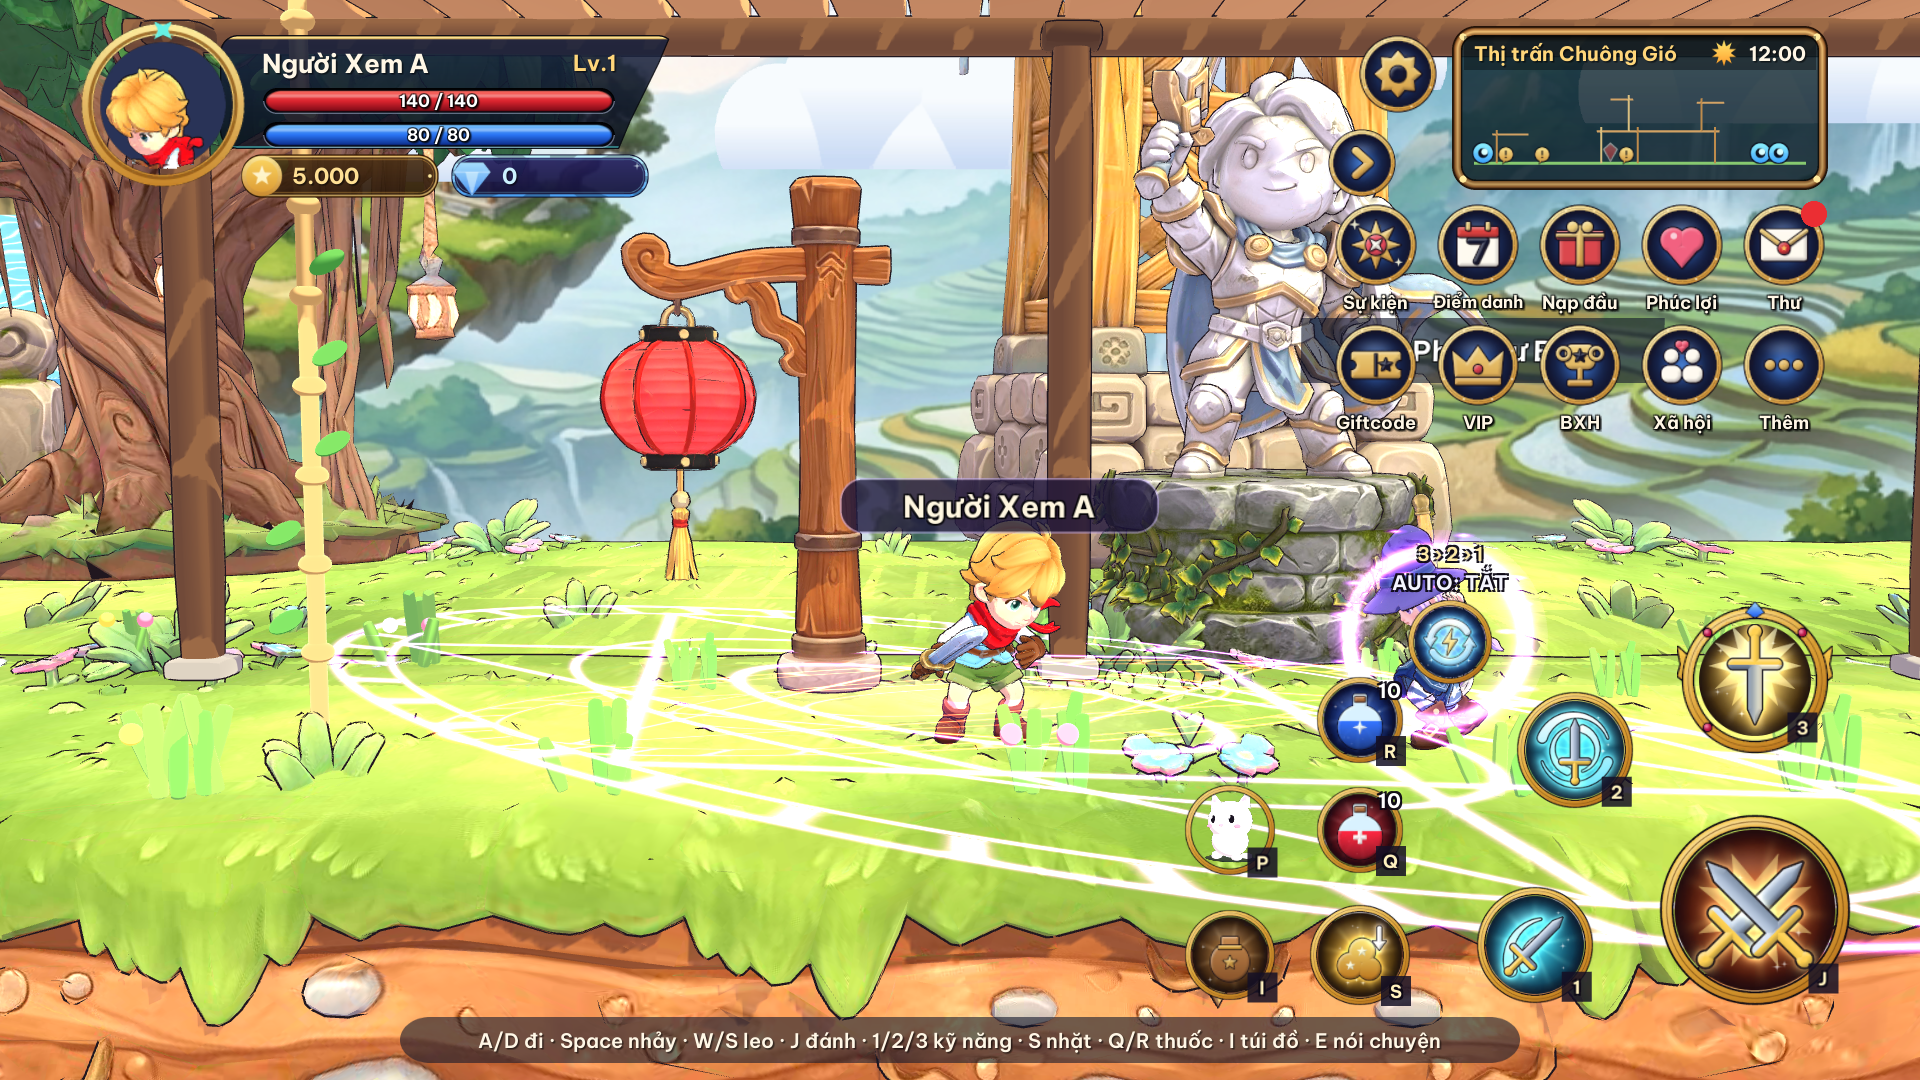 Người Xem A
Lv.1
140 / 140
80 / 80
5.000
0
Thị trấn Chuông Gió
12:00
7
Sự kiện
Điểm danh
Nạp đầu
Phúc lợi
Thư
Giftcode
VIP
BXH
Xã hội
Thêm
Người Xem A
3»2»1
AUTO: TẮT
10
R
10
Q
P
I
S
1
2
3
J
A/D đi · Space nhảy · W/S leo · J đánh · 1/2/3 kỹ năng · S nhặt · Q/R thuốc · I túi đồ · E nói chuyện